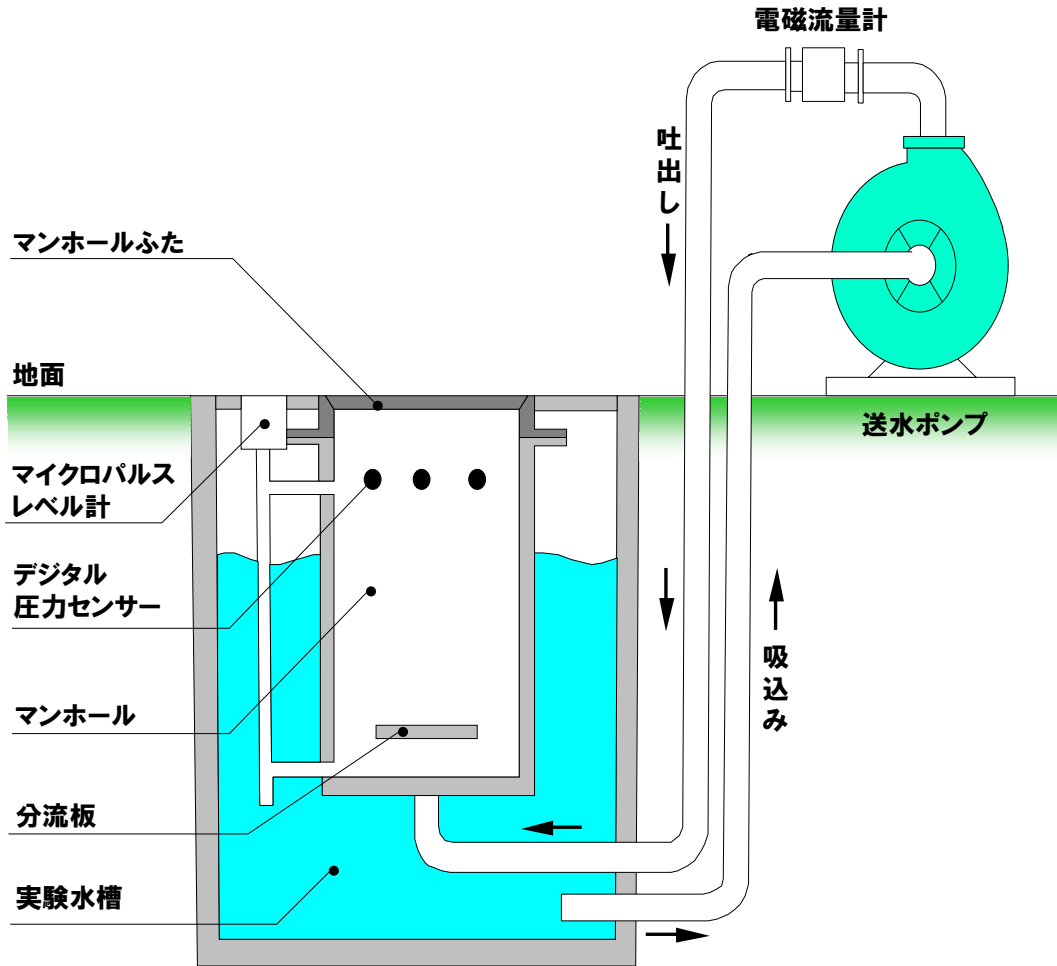 電磁流量計
吐出し
マンホールふた
地面
送水ポンプ
マイクロパルス
レベル計
デジタル
圧力センサー
吸込み
マンホール
分流板
実験水槽